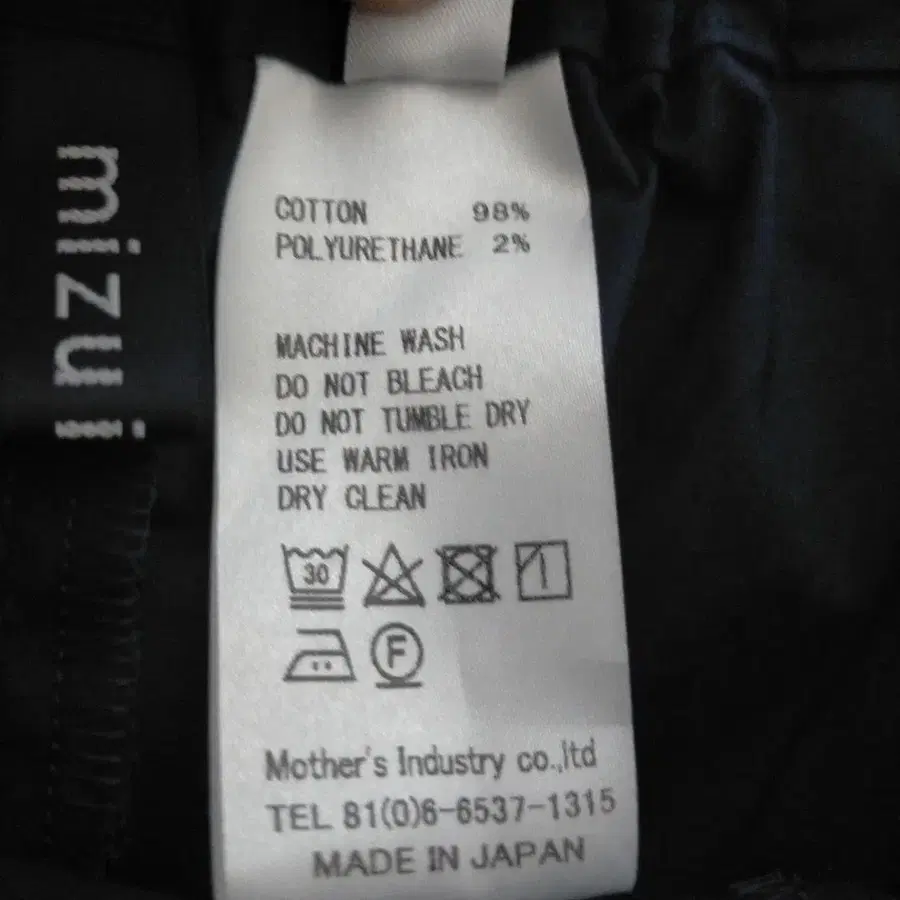 mizu i
COTTON 98%
POLYURETHANE 2%
MACHINE WASH
DO NOT BLEACH
DO NOT TUMBLE DRY
USE WARM IRON
DRY CLEAN
30
F
Mother's Industry co.,ltd
TEL 81(0)6-6537-1315
MADE IN JAPAN